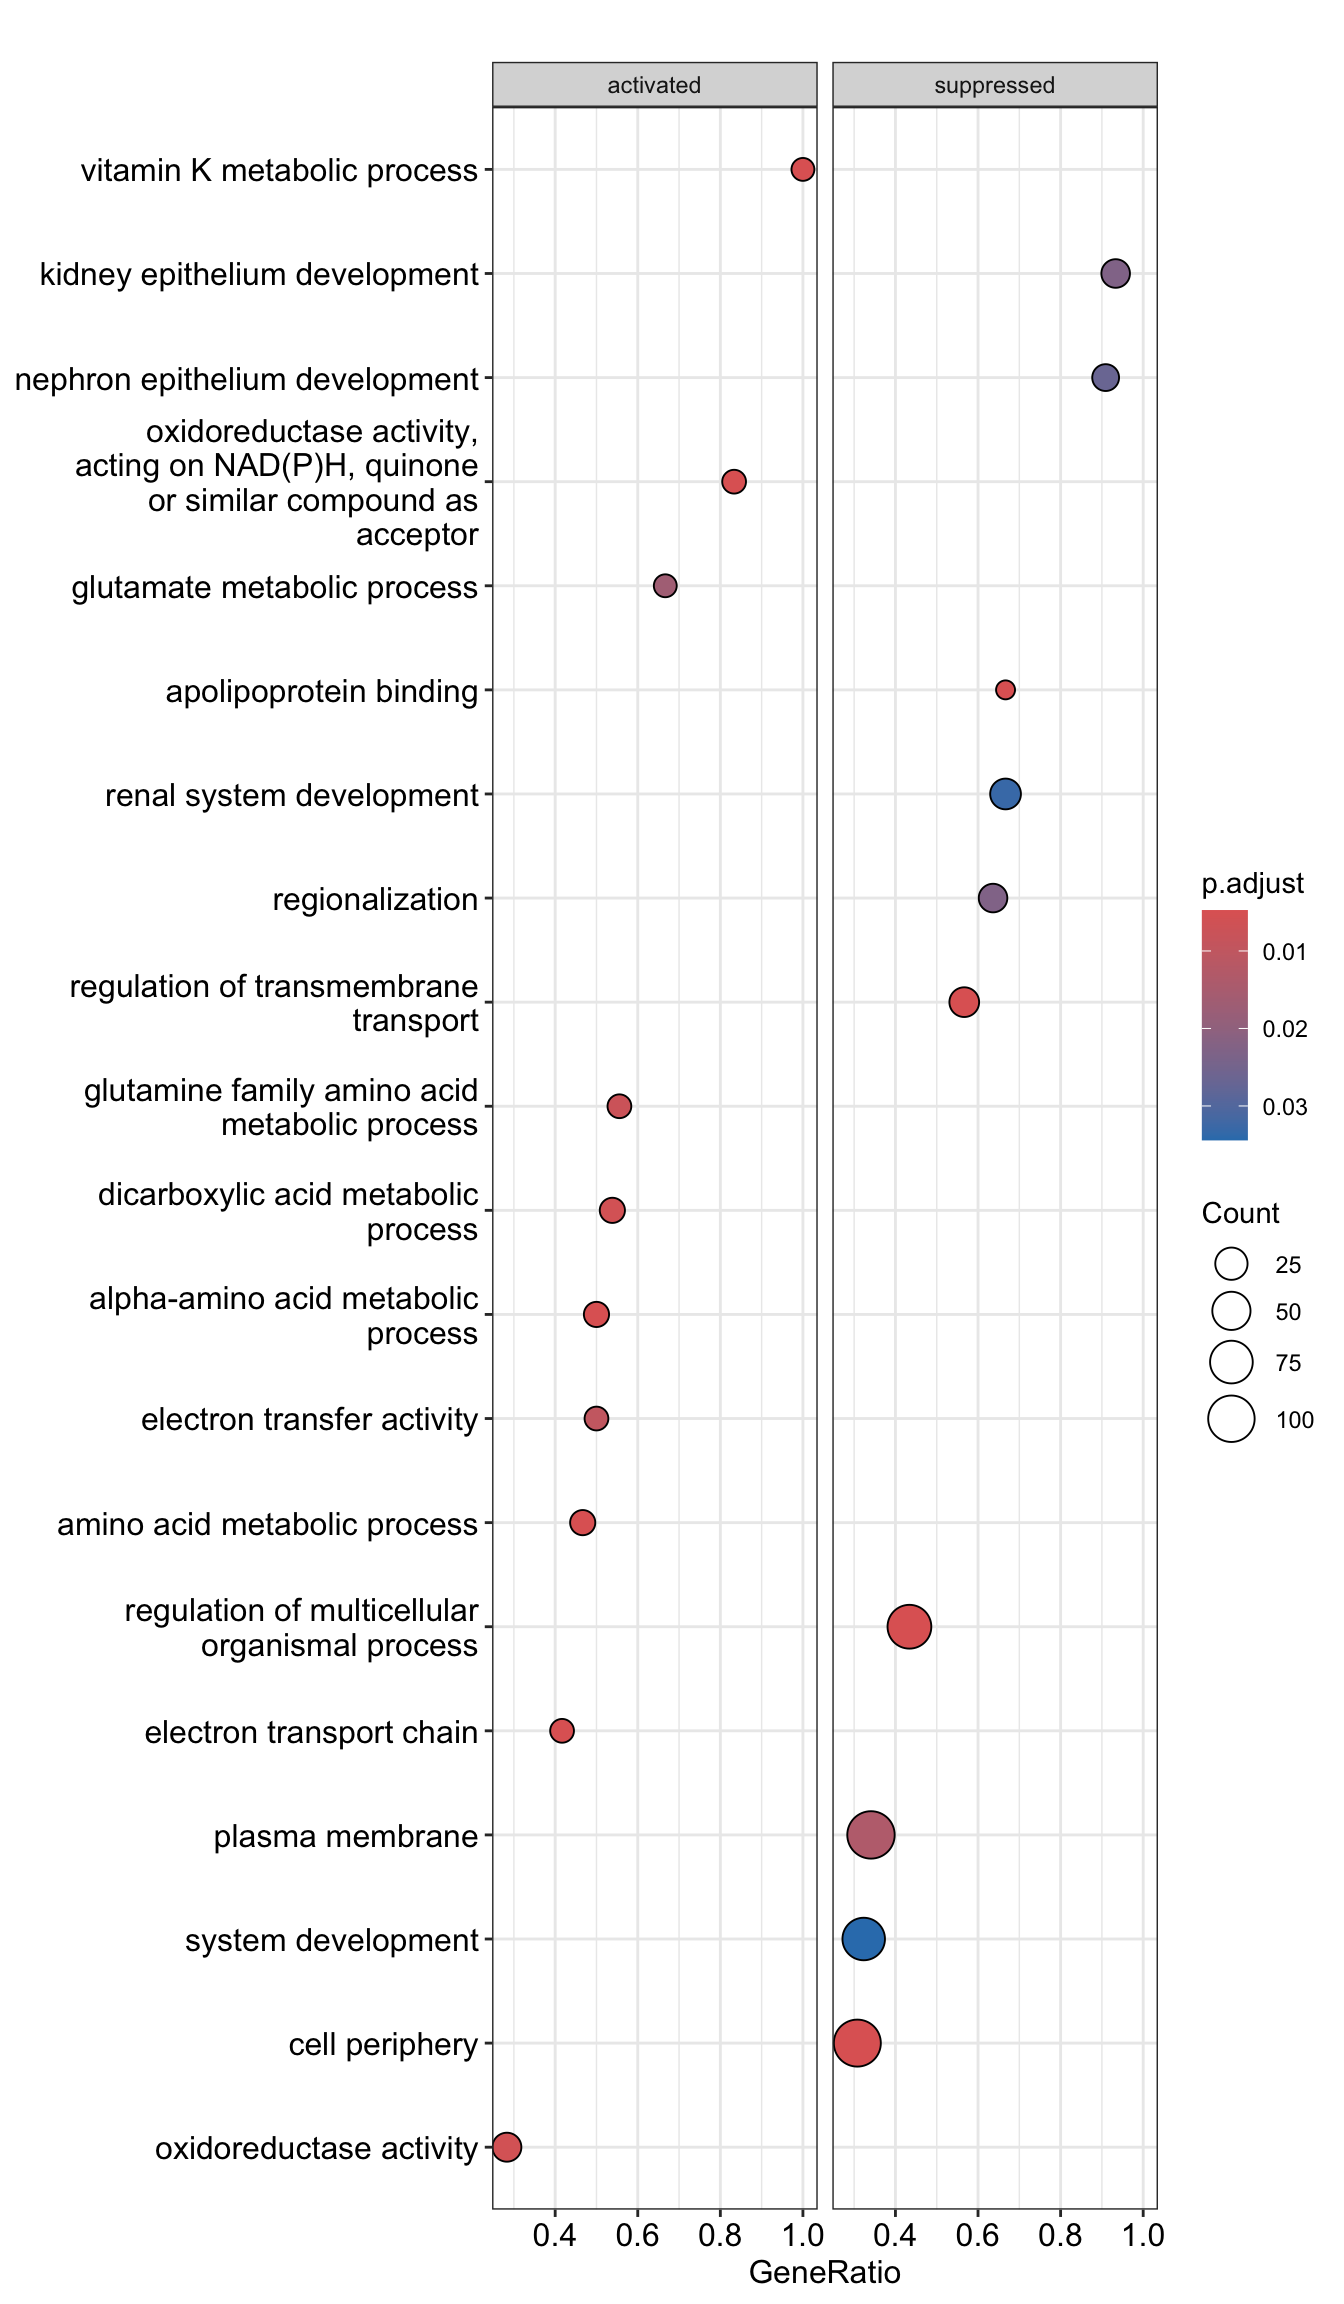 activated
suppressed
vitamin K metabolic process
kidney epithelium development
nephron epithelium development
oxidoreductase activity,
acting on NAD(P)H, quinone
or similar compound as
acceptor
glutamate metabolic process
apolipoprotein binding
renal system development
regionalization
regulation of transmembrane
transport
glutamine family amino acid
metabolic process
dicarboxylic acid metabolic
process
alpha-amino acid metabolic
process
electron transfer activity
amino acid metabolic process
regulation of multicellular
organismal process
electron transport chain
plasma membrane
system development
cell periphery
oxidoreductase activity
0.4 0.6 0.8 1.0 0.4 0.6 0.8 1.0
GeneRatio
p.adjust
0.01
0.02
0.03
Count
25
50
75
100